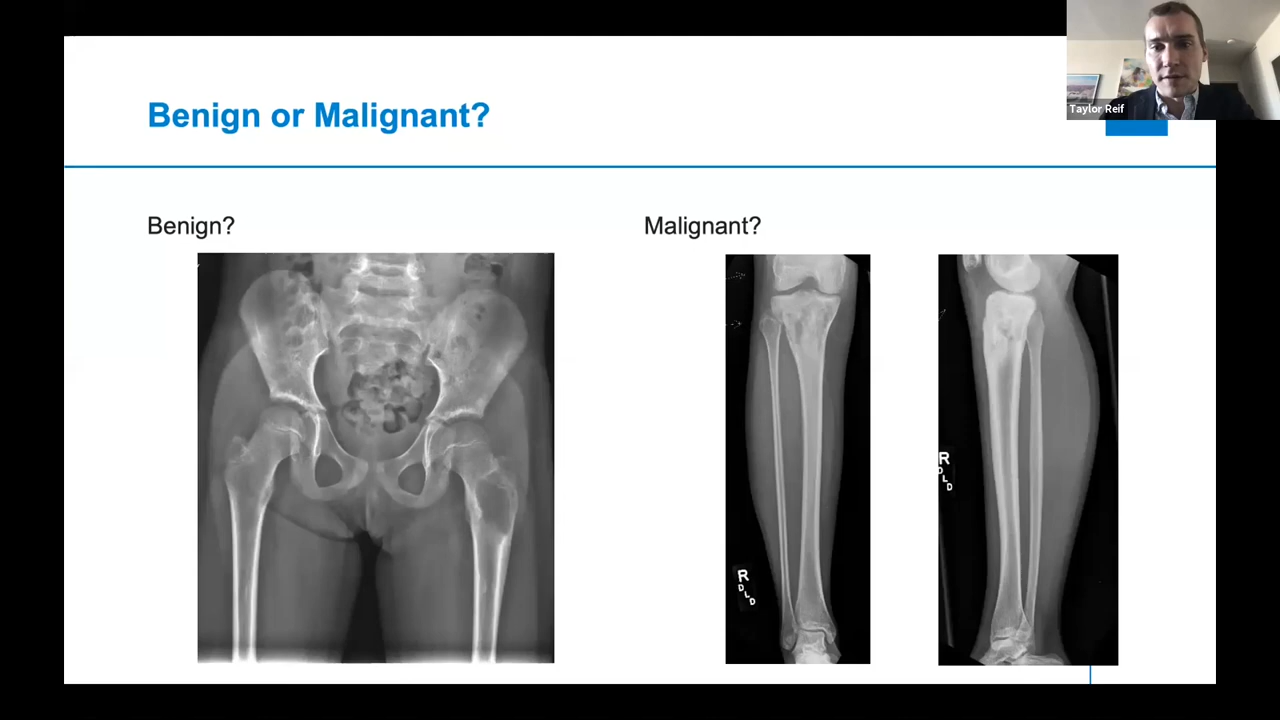 Benign or Malignant?
Taylor Reif
Benign?
Malignant?
R
D
L
D
R
D
L
D